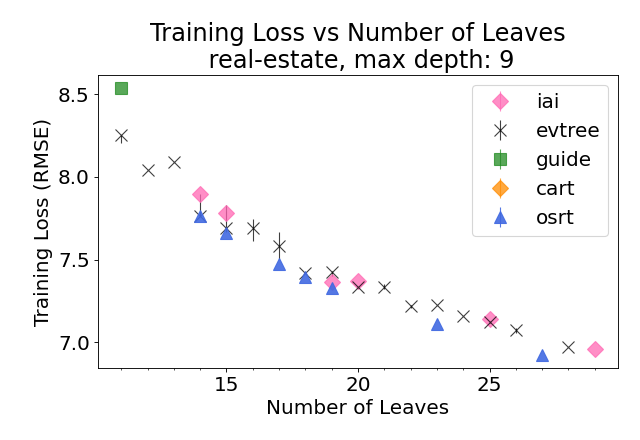 Training Loss vs Number of Leaves
real-estate, max depth: 9
Training Loss (RMSE)
8.5
8.0
7.5
7.0
iai
evtree
guide
cart
osrt
15
20
25
Number of Leaves